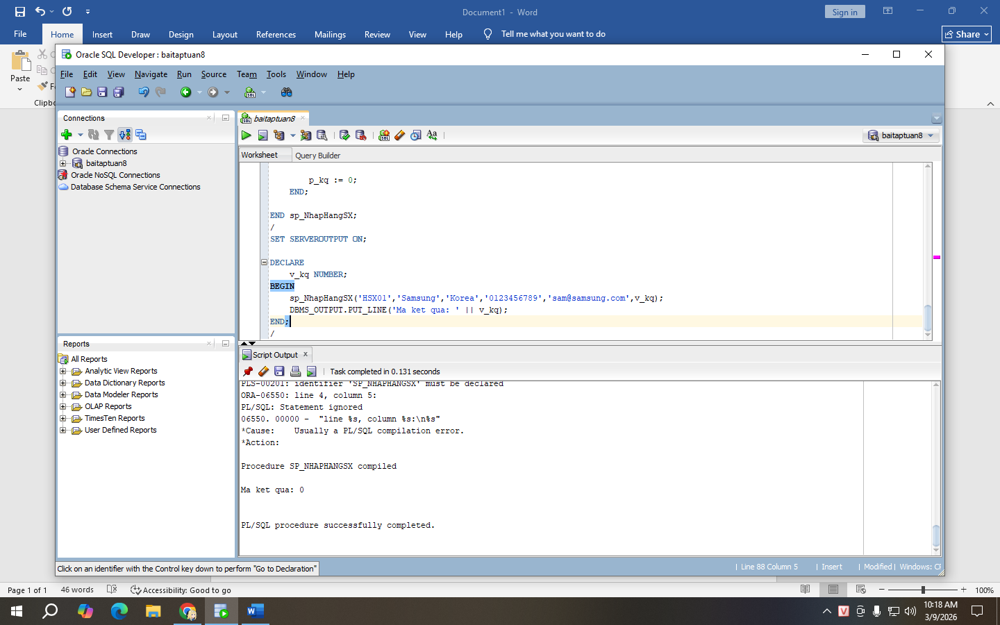 Document1 - Word
Sign in
File
Home
Insert
Draw
Design
Layout
References
Mailings
Review
View
Help
Tell me what you want to do
Share
Paste
Clipbo
Oracle SQL Developer : baitaptuan8
File Edit View Navigate Run Source Team Tools Window Help
Connections
Oracle Connections
baitaptuan8
Oracle NoSQL Connections
Database Schema Service Connections
Reports
All Reports
Analytic View Reports
Data Dictionary Reports
Data Modeler Reports
OLAP Reports
TimesTen Reports
User Defined Reports
baitaptuan8
Aa
baitaptuan8
Worksheet
Query Builder
p_kq := 0;
END;
END sp_NhapHangSX;
/
SET SERVEROUTPUT ON;
DECLARE
v_kq NUMBER;
BEGIN
sp_NhapHangSX('HSX01','Samsung','Korea','0123456789','sam@samsung.com',v_kq);
DBMS_OUTPUT.PUT_LINE('Ma ket qua: ' || v_kq);
END;
/
Script Output
Task completed in 0.131 seconds
PLS-00201: identifier 'SP_NHAPHANGSX' must be declared
ORA-06550: line 4, column 5:
PL/SQL: Statement ignored
06550. 00000 - "line %s, column %s:\n%s"
*Cause: Usually a PL/SQL compilation error.
*Action:
Procedure SP_NHAPHANGSX compiled
Ma ket qua: 0
PL/SQL procedure successfully completed.
Click on an identifier with the Control key down to perform "Go to Declaration"
Line 88 Column 5
Insert
Modified
Windows: CF
Page 1 of 1
46 words
Accessibility: Good to go
100%
10:18 AM
3/9/2026